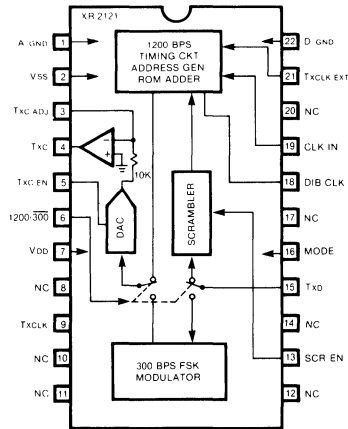 XR 2121
A GND 1
VSS 2
TXC ADJ 3
TXC 4
TXC EN 5
1200·300 6
VDD 7
NC 8
TXCLK 9
NC 10
NC 11
22 D GND
21 TXCLK EXT
20 NC
19 CLK IN
18 DIB CLK
17 NC
16 MODE
15 TXD
14 NC
13 SCR EN
12 NC
1200 BPS
TIMING CKT
ADDRESS GEN
ROM ADDER
-
+
10K
DAC
SCRAMBLER
300 BPS FSK
MODULATOR